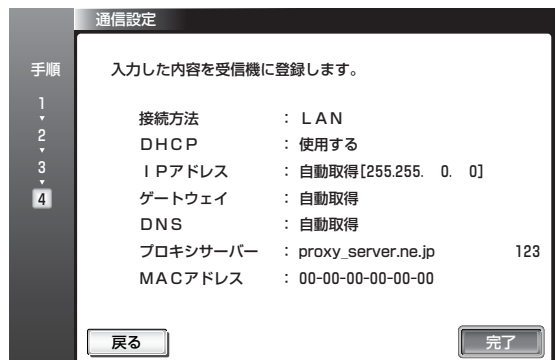 通信設定
手順
1
2
3
4
入力した内容を受信機に登録します。
接続方法 ： ＬＡＮ
ＤＨＣＰ ： 使用する
ＩＰアドレス ： 自動取得[255.255. 0. 0]
ゲートウェイ ： 自動取得
ＤＮＳ ： 自動取得
プロキシサーバー ： proxy_server.ne.jp 123
ＭＡＣアドレス ： 00-00-00-00-00-00
戻る 完了